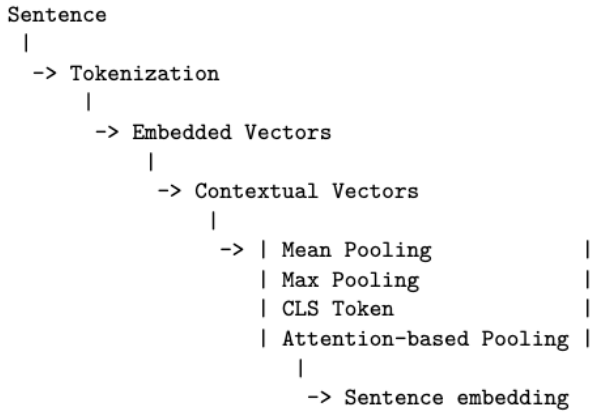 Sentence
 |
  -> Tokenization
      |
       -> Embedded Vectors
           |
            -> Contextual Vectors
                |
                 -> | Mean Pooling            |
                    | Max Pooling             |
                    | CLS Token               |
                    | Attention-based Pooling |
                       |
                        -> Sentence embedding